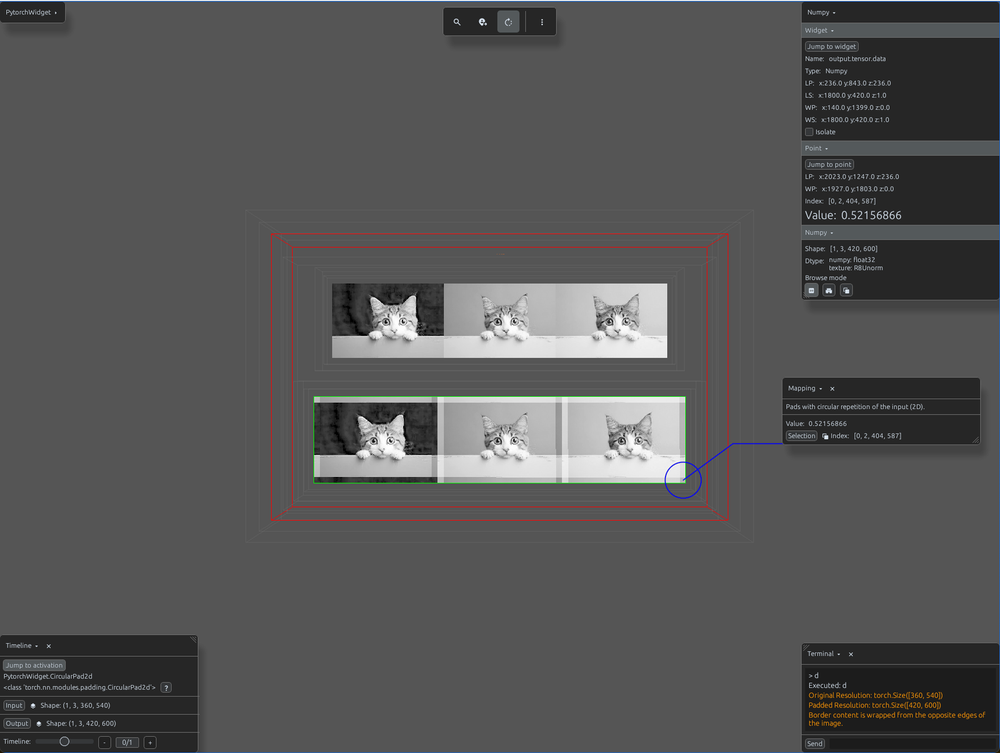 PytorchWidget
Numpy
Widget
Jump to widget
Name: output.tensor.data
Type: Numpy
LP: x:236.0 y:843.0 z:236.0
LS: x:1800.0 y:420.0 z:1.0
WP: x:140.0 y:1399.0 z:0.0
WS: x:1800.0 y:420.0 z:1.0
Isolate
Point
Jump to point
LP: x:2023.0 y:1247.0 z:236.0
WP: x:1927.0 y:1803.0 z:0.0
Index: [0, 2, 404, 587]
Value: 0.52156866
Numpy
Shape: [1, 3, 420, 600]
Dtype: numpy: float32
texture: R8Unorm
Browse mode
Mapping
Pads with circular repetition of the input (2D).
Value: 0.52156866
Selection Index: [0, 2, 404, 587]
Timeline
Jump to activation
PytorchWidget.CircularPad2d
<class 'torch.nn.modules.padding.CircularPad2d'> ?
Input Shape: (1, 3, 360, 540)
Output Shape: (1, 3, 420, 600)
Timeline: - 0/1 +
Terminal
> d
Executed: d
Original Resolution: torch.Size([360, 540])
Padded Resolution: torch.Size([420, 600])
Border content is wrapped from the opposite edges of
the image.
Send